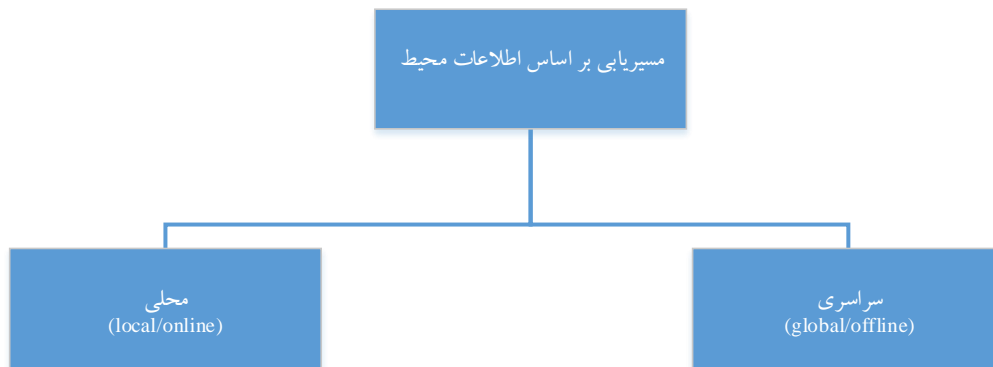 مسیریابی بر اساس اطلاعات محیط
سراسری
(global/offline)
محلی
(local/online)